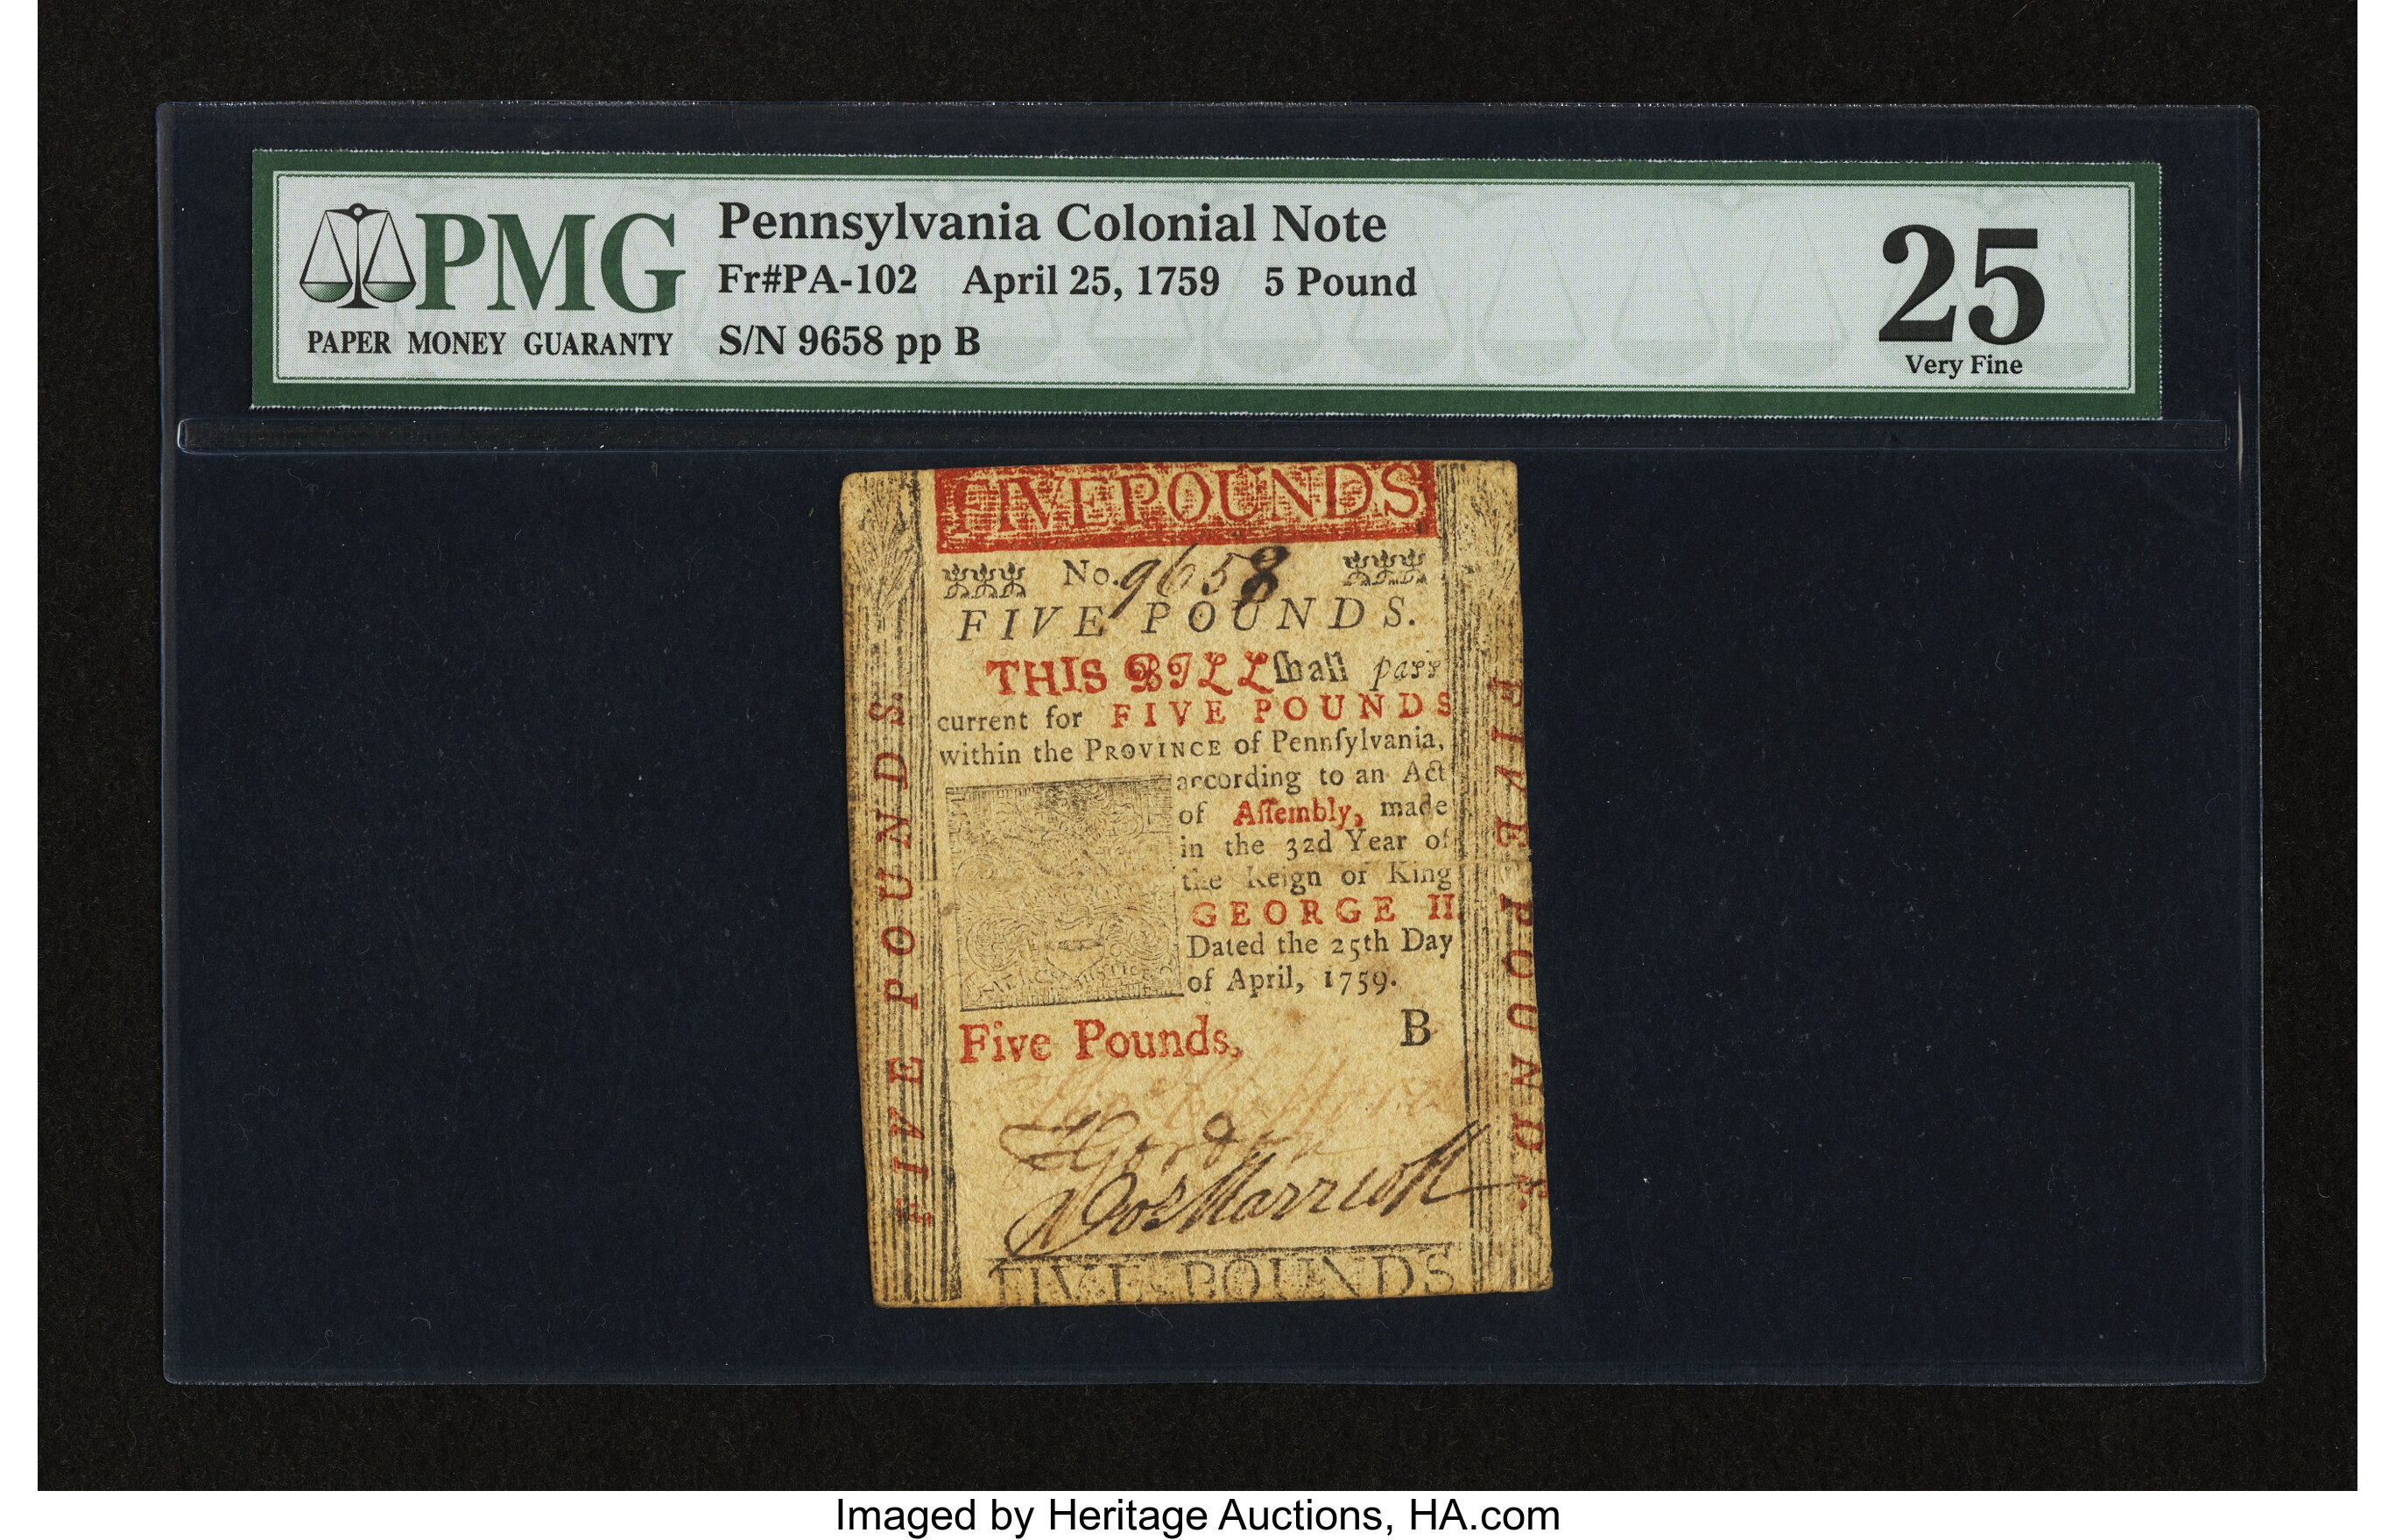 PMG
PAPER MONEY GUARANTY
Pennsylvania Colonial Note
Fr#PA-102 April 25, 1759 5 Pound
S/N 9658 pp B
25
Very Fine
FIVE POUNDS
No. 9658
FIVE POUNDS.
THIS BILL ſhall paſs
current for FIVE POUNDS
within the PROVINCE of Pennſylvania,
according to an Act
of Aſſembly, made
in the 32d Year of
the Reign of King
GEORGE II.
Dated the 25th Day
of April, 1759.
Five Pounds,
B
Gordon
Jos Marriott
FIVE POUNDS
FIVE POUNDS.
FIVE POUNDS.
Imaged by Heritage Auctions, HA.com